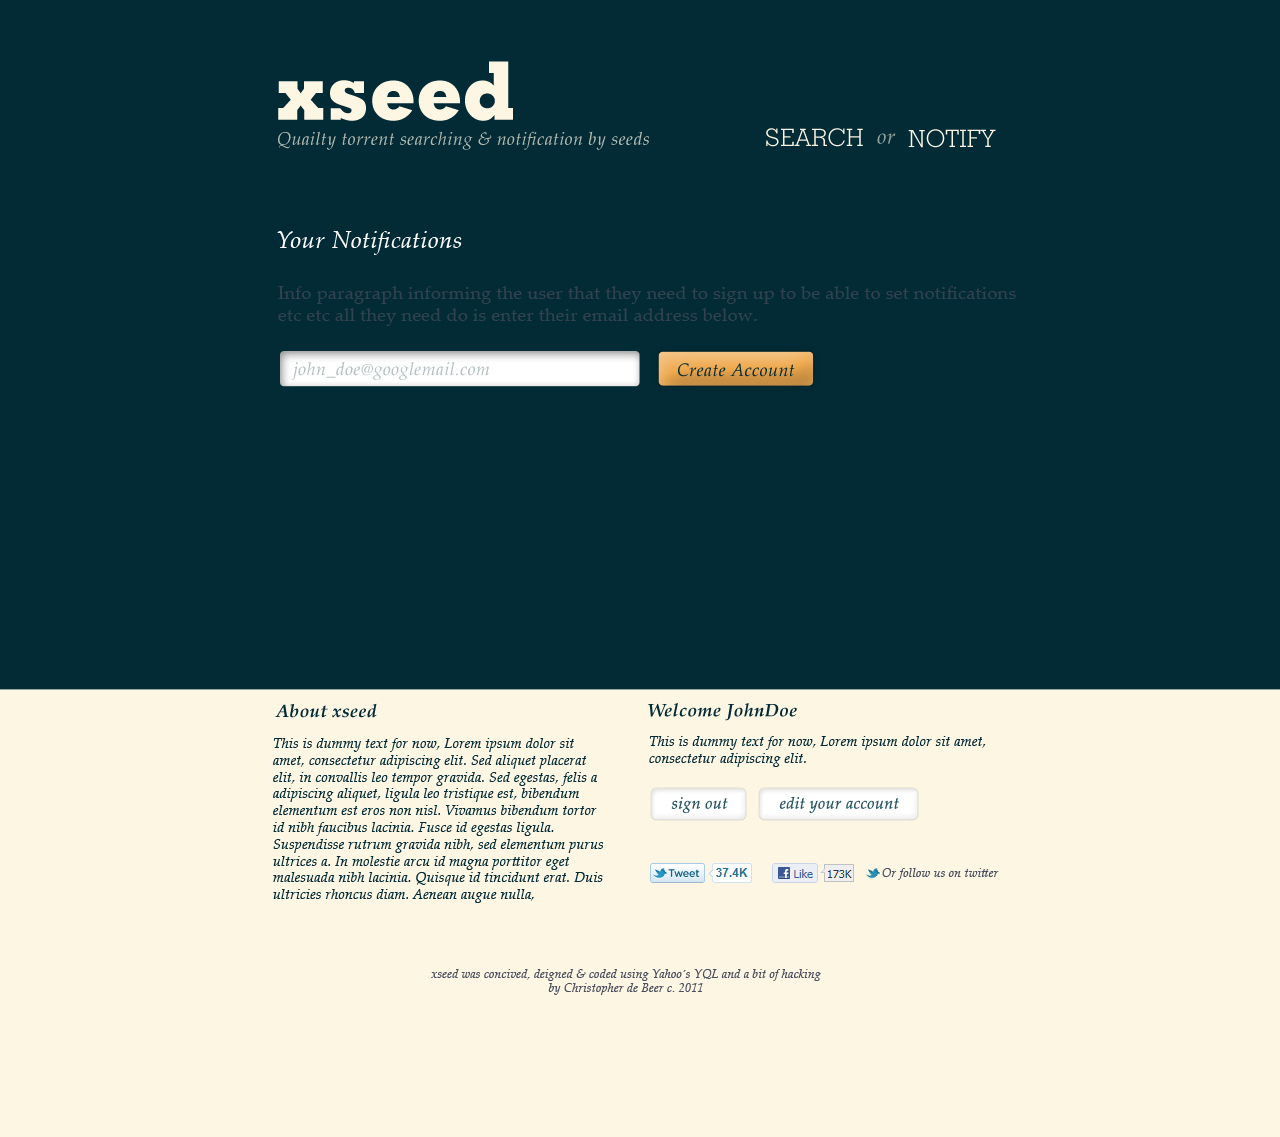 xseed
Quailty torrent searching & notification by seeds
SEARCH or NOTIFY
Your Notifications
Info paragraph informing the user that they need to sign up to be able to set notifications
etc etc all they need do is enter their email address below.
john_doe@googlemail.com
Create Account
About xseed
This is dummy text for now, Lorem ipsum dolor sit
amet, consectetur adipiscing elit. Sed aliquet placerat
elit, in convallis leo tempor gravida. Sed egestas, felis a
adipiscing aliquet, ligula leo tristique est, bibendum
elementum est eros non nisl. Vivamus bibendum tortor
id nibh faucibus lacinia. Fusce id egestas ligula.
Suspendisse rutrum gravida nibh, sed elementum purus
ultrices a. In molestie arcu id magna porttitor eget
malesuada nibh lacinia. Quisque id tincidunt erat. Duis
ultricies rhoncus diam. Aenean augue nulla,
Welcome JohnDoe
This is dummy text for now, Lorem ipsum dolor sit amet,
consectetur adipiscing elit.
sign out
edit your account
Tweet 37.4K
Like 173K
Or follow us on twitter
xseed was concived, deigned & coded using Yahoo's YQL and a bit of hacking
by Christopher de Beer c. 2011